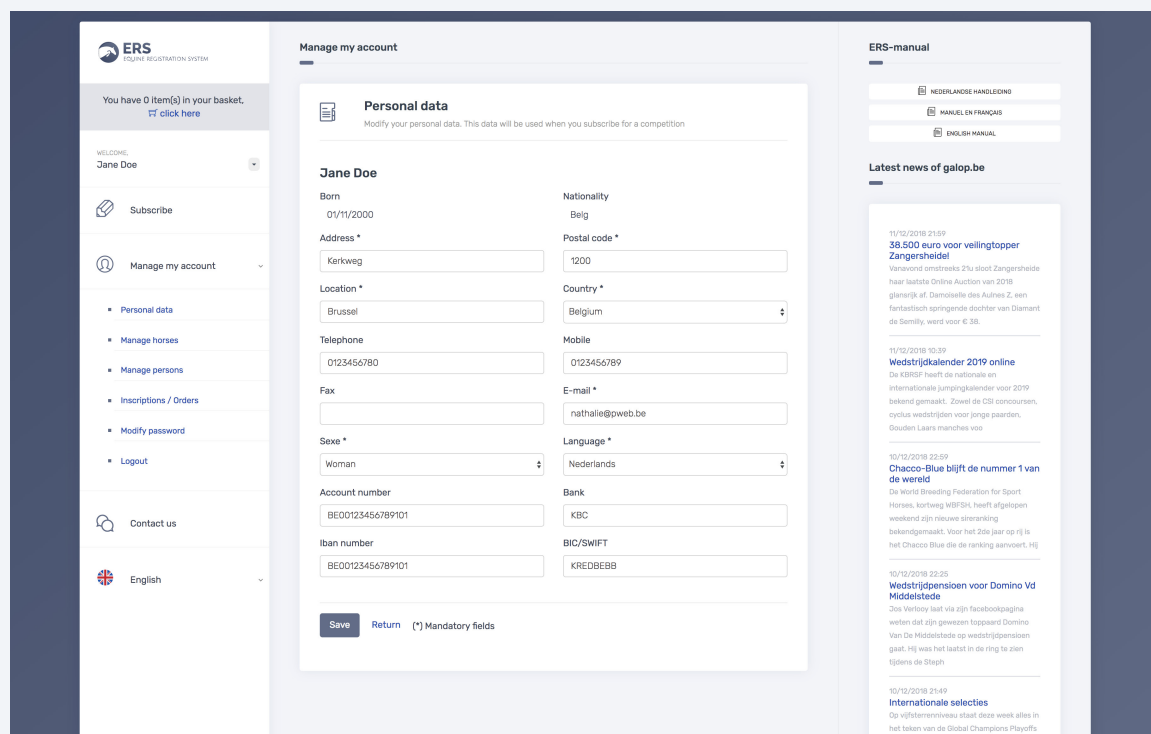 ERS
EQUINE REGISTRATION SYSTEM
You have 0 item(s) in your basket,
click here
WELCOME,
Jane Doe
Subscribe
Manage my account
Personal data
Manage horses
Manage persons
Inscriptions / Orders
Modify password
Logout
Contact us
English
Manage my account
Personal data
Modify your personal data. This data will be used when you subscribe for a competition
Jane Doe
Born
Nationality
01/11/2000
Belg
Address *
Postal code *
Kerkweg
1200
Location *
Country *
Brussel
Belgium
Telephone
Mobile
0123456780
0123456789
Fax
E-mail *
nathalie@pweb.be
Sexe *
Language *
Woman
Nederlands
Account number
Bank
BE00123456789101
KBC
Iban number
BIC/SWIFT
BE00123456789101
KREDBEBB
Save
Return
(*) Mandatory fields
ERS-manual
NEDERLANDSE HANDLEIDING
MANUEL EN FRANÇAIS
ENGLISH MANUAL
Latest news of galop.be
11/12/2018 21:59
38.500 euro voor veilingtopper
Zangersheide!
Vanavond omstreeks 21u sloot Zangersheide
haar laatste Online Auction van 2018
glansrijk af. Damoiselle des Aulnes Z, een
fantastisch springende dochter van Diamant
de Semilly, werd voor € 38.
11/12/2018 10:39
Wedstrijdkalender 2019 online
De KBRSF heeft de nationale en
internationale jumpingkalender voor 2019
bekend gemaakt. Zowel de CSI concoursen,
cyclus wedstrijden voor jonge paarden,
Gouden Laars manches voo
10/12/2018 22:59
Chacco-Blue blijft de nummer 1 van
de wereld
De World Breeding Federation for Sport
Horses, kortweg WBFSH, heeft afgelopen
weekend zijn nieuwe sireranking
bekendgemaakt. Voor het 2de jaar op rij is
het Chacco Blue die de ranking aanvoert. Hij
10/12/2018 22:25
Wedstrijdpensioen voor Domino Vd
Middelstede
Jos Verlooy laat via zijn facebookpagina
weten dat zijn gewezen toppaard Domino
Van De Middelstede op wedstrijdpensioen
gaat. Hij was het laatst in de ring te zien
tijdens de Steph
10/12/2018 21:49
Internationale selecties
Op vijfsterrenniveau staat deze week alles in
het teken van de Global Champions Playoffs